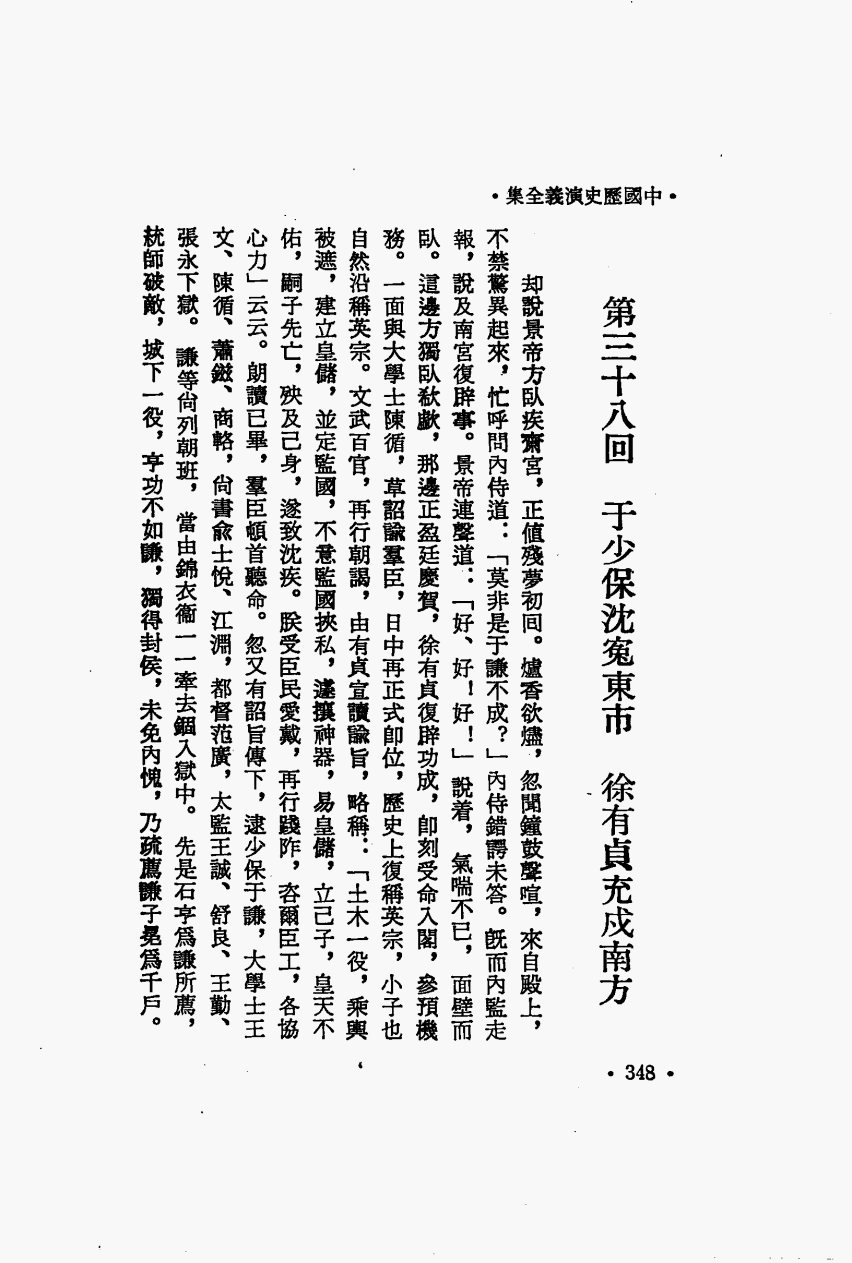 •中國歷史演義全集•
第三十八回　于少保沈寃東市　徐有貞充戍南方
•348•
却說景帝方臥疾齋宮，正值殘夢初回。爐香欲燼，忽聞鐘鼓聲喧，來自殿上，
不禁驚異起來，忙呼問內侍道：「莫非是于謙不成？」內侍錯諤未答。旣而內監走
報，說及南宮復辟事。景帝連聲道：「好、好！好！」說着，氣喘不已，面壁而
臥。這邊方獨臥欷歔，那邊正盈廷慶賀，徐有貞復辟功成，卽刻受命入閣，參預機
務。一面與大學士陳循，草詔諭羣臣，日中再正式卽位，歷史上復稱英宗，小子也
自然沿稱英宗。文武百官，再行朝謁，由有貞宣讀諭旨，略稱：「土木一役，乘輿
被遮，建立皇儲，並定監國，不意監國挾私，遽攘神器，易皇儲，立己子，皇天不
佑，嗣子先亡，殃及己身，遂致沈疾。朕受臣民愛戴，再行踐阼，咨爾臣工，各協
心力」云云。朗讀已畢，羣臣頓首聽命。忽又有詔旨傳下，逮少保于謙，大學士王
文、陳循、蕭鎡、商輅，尙書兪士悅、江淵，都督范廣，太監王誠、舒良、王勤、
張永下獄。謙等尙列朝班，當由錦衣衞一一牽去錮入獄中。先是石亨爲謙所薦，
統師破敵，城下一役，亨功不如謙，獨得封侯，未免內愧，乃疏薦謙子晃爲千戶。